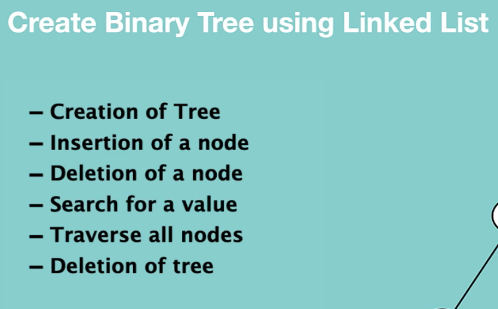 Create Binary Tree using Linked List
– Creation of Tree
– Insertion of a node
– Deletion of a node
– Search for a value
– Traverse all nodes
– Deletion of tree